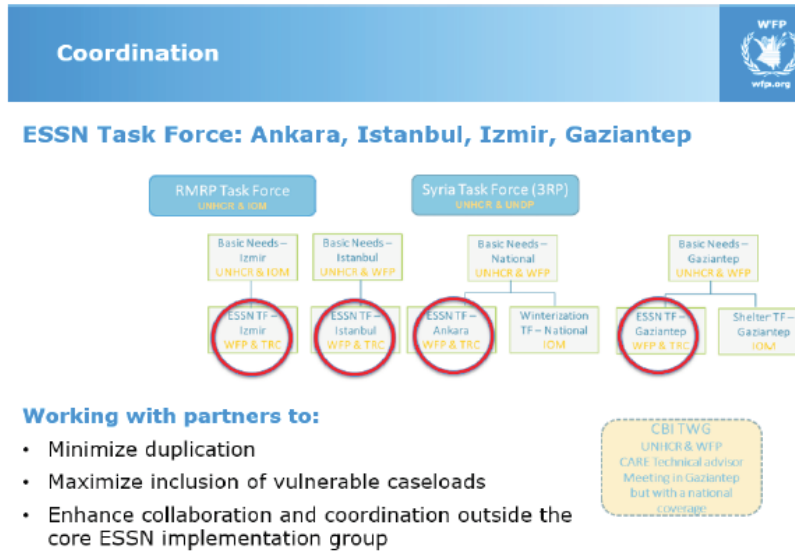 Coordination
WFP
wfp.org
ESSN Task Force: Ankara, Istanbul, Izmir, Gaziantep
RMRP Task Force
UNHCR & IOM
Syria Task Force (3RP)
UNHCR & UNDP
Basic Needs –
Izmir
UNHCR & IOM
Basic Needs –
Istanbul
UNHCR & WFP
Basic Needs –
National
UNHCR & WFP
Basic Needs –
Gaziantep
UNHCR & WFP
ESSN TF –
Izmir
WFP & TRC
ESSN TF –
Istanbul
WFP & TRC
ESSN TF –
Ankara
WFP & TRC
Winterization
TF – National
IOM
ESSN TF –
Gaziantep
WFP & TRC
Shelter TF –
Gaziantep
IOM
Working with partners to:
• Minimize duplication
• Maximize inclusion of vulnerable caseloads
• Enhance collaboration and coordination outside the
core ESSN implementation group
CBI TWG
UNHCR & WFP
CARE Technical advisor
Meeting in Gaziantep
but with a national
coverage